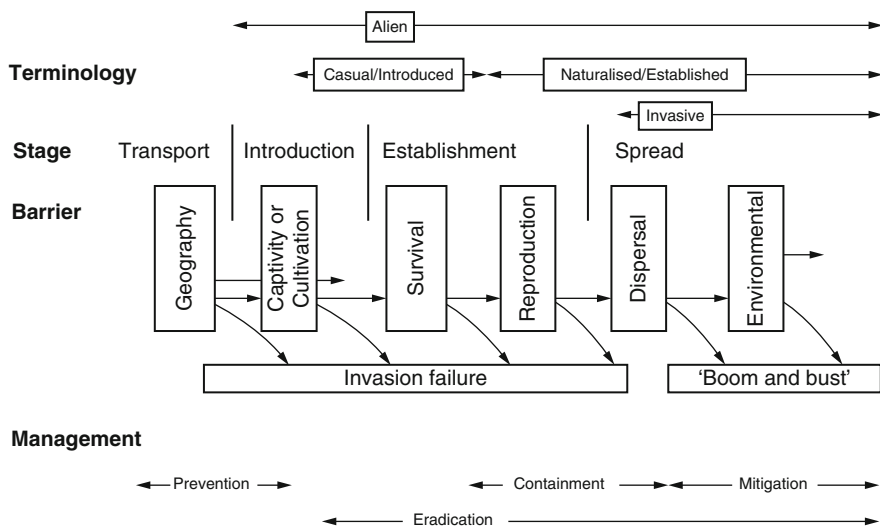 Alien
Terminology
Casual/Introduced
Naturalised/Established
Invasive
Stage
Transport
Introduction
Establishment
Spread
Barrier
Geography
Captivity or
Cultivation
Survival
Reproduction
Dispersal
Environmental
Invasion failure
‘Boom and bust’
Management
Prevention
Containment
Mitigation
Eradication